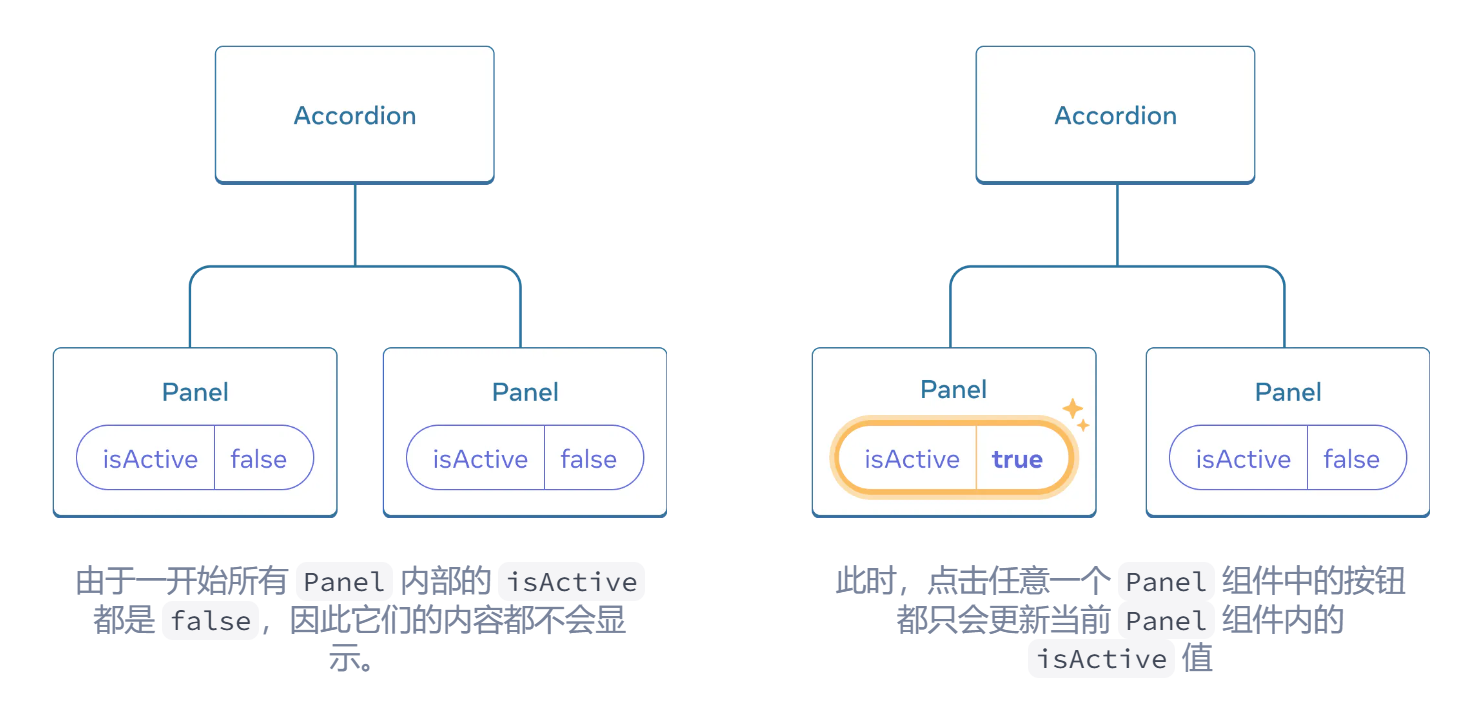 Accordion
Panel
isActive false
Panel
isActive false
由于一开始所有 Panel 内部的 isActive
都是 false，因此它们的内容都不会显
示。
Accordion
Panel
isActive true
Panel
isActive false
此时，点击任意一个 Panel 组件中的按钮
都只会更新当前 Panel 组件内的
isActive 值